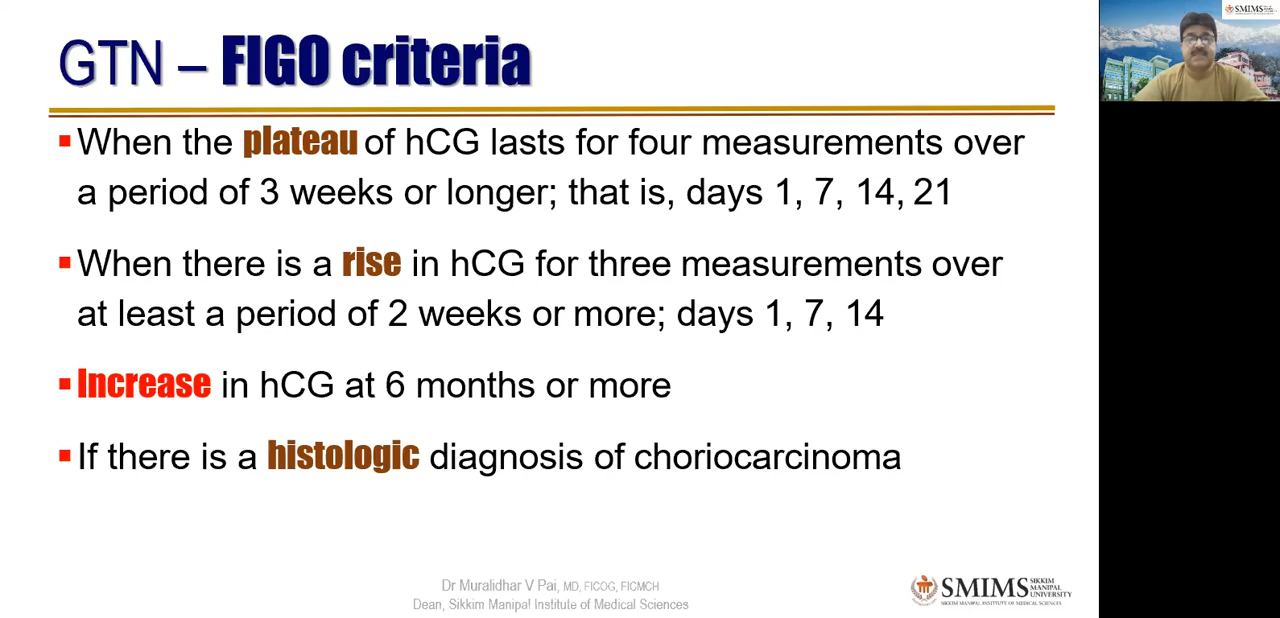 GTN – FIGO criteria
▪When the plateau of hCG lasts for four measurements over
a period of 3 weeks or longer; that is, days 1, 7, 14, 21
▪When there is a rise in hCG for three measurements over
at least a period of 2 weeks or more; days 1, 7, 14
▪Increase in hCG at 6 months or more
▪If there is a histologic diagnosis of choriocarcinoma
Dr Muralidhar V Pai, MD, FICOG, FICMCH
Dean, Sikkim Manipal Institute of Medical Sciences
SMIMS SIKKIM
MANIPAL
UNIVERSITY
SIKKIM MANIPAL INSTITUTE OF MEDICAL SCIENCES
SMIMS